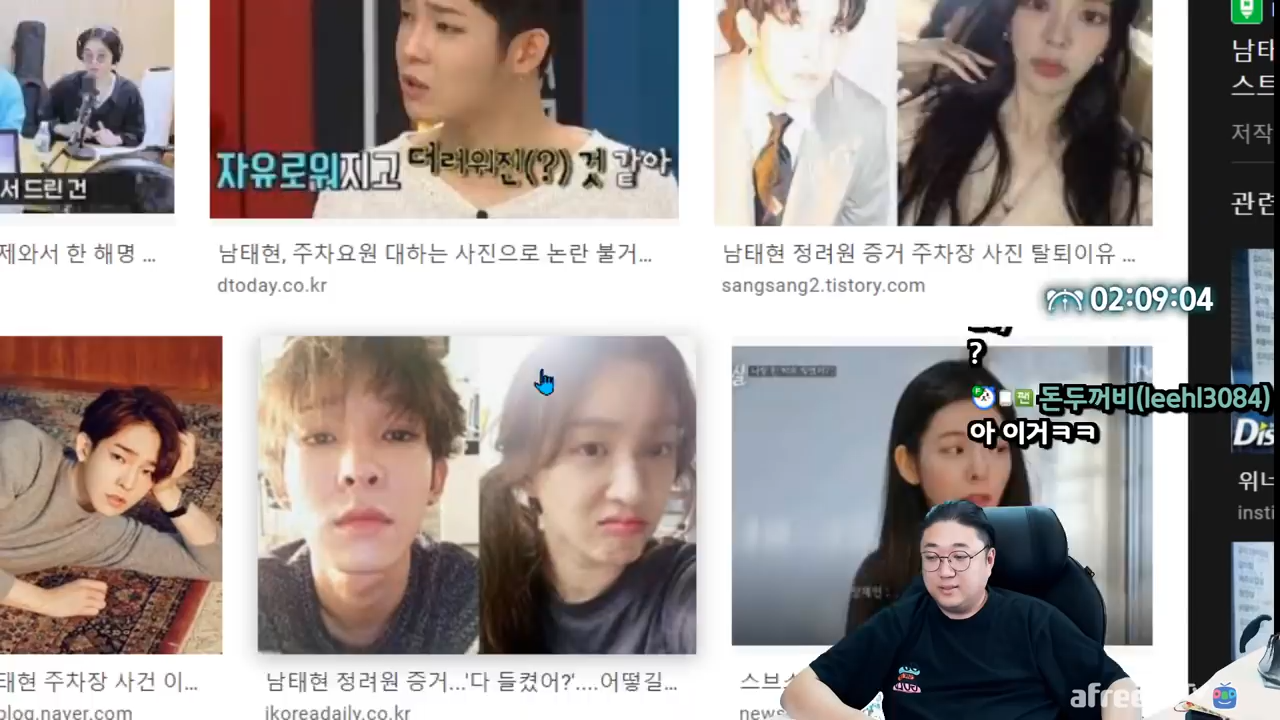 서 드린 건
자유로워지고 더러워진(?) 것 같아
제와서 한 해명 ...
남태현, 주차요원 대하는 사진으로 논란 불거...
dtoday.co.kr
남태현 정려원 증거 주차장 사진 탈퇴이유 ...
sangsang2.tistory.com
02:09:04
?
돈두꺼비(leehl3084)
아 이거ㅋㅋ
남태
스트
저작
관련
Dis
위너
insti
태현 주차장 사건 이...
blog.naver.com
남태현 정려원 증거...'다 들켰어?'....어떻길...
ikoreadaily.co.kr
스브스
news
afree